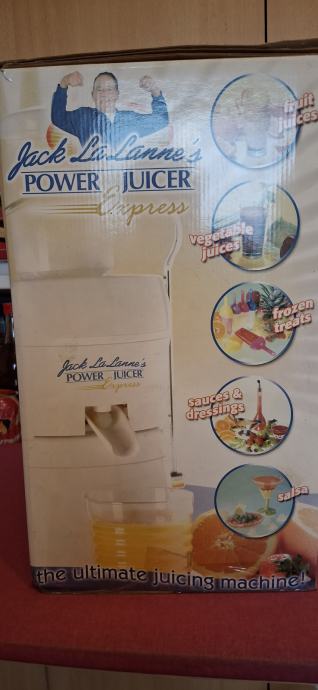 Jack LaLanne's
POWER JUICER
Express
fruit
juices
vegetable
juices
frozen
treats
Jack LaLanne's
POWER JUICER
Express
sauces &
dressings
salsa
the ultimate juicing machine!